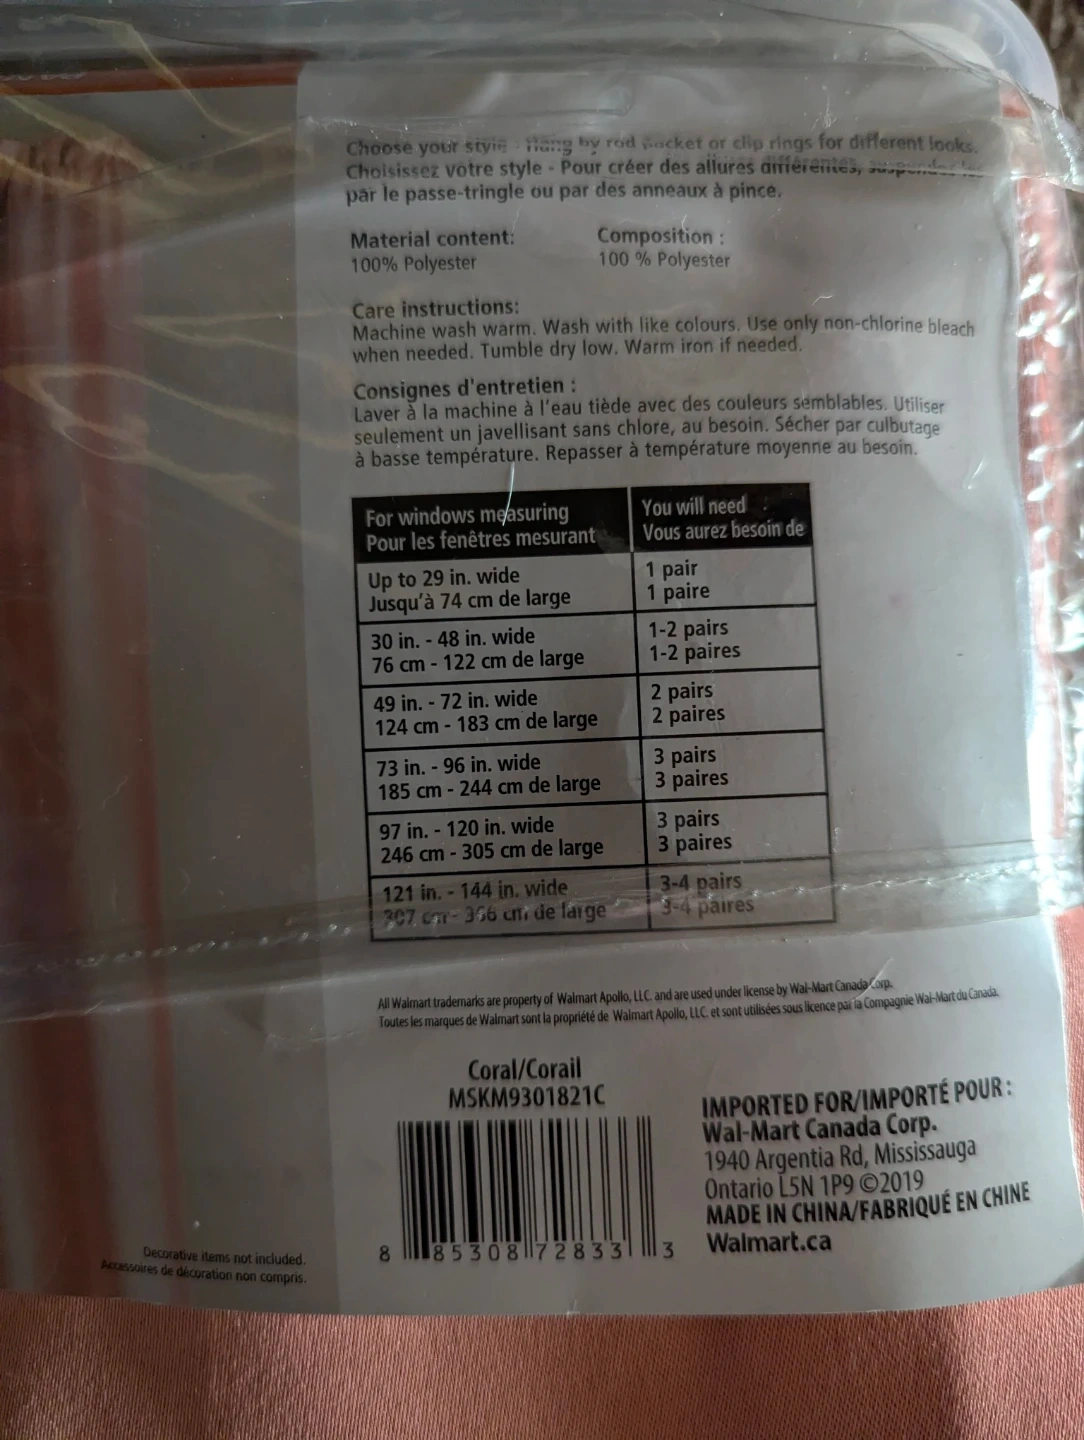 Choose your style - Hang by rod pocket or clip rings for different looks.
Choisissez votre style - Pour créer des allures différentes, suspendez les
par le passe-tringle ou par des anneaux à pince.
Material content:
100% Polyester
Composition :
100 % Polyester
Care instructions:
Machine wash warm. Wash with like colours. Use only non-chlorine bleach
when needed. Tumble dry low. Warm iron if needed.
Consignes d'entretien :
Laver à la machine à l'eau tiède avec des couleurs semblables. Utiliser
seulement un javellisant sans chlore, au besoin. Sécher par culbutage
à basse température. Repasser à température moyenne au besoin.
For windows measuring
Pour les fenêtres mesurant
You will need :
Vous aurez besoin de
Up to 29 in. wide
Jusqu'à 74 cm de large
1 pair
1 paire
30 in. - 48 in. wide
76 cm - 122 cm de large
1-2 pairs
1-2 paires
49 in. - 72 in. wide
124 cm - 183 cm de large
2 pairs
2 paires
73 in. - 96 in. wide
185 cm - 244 cm de large
3 pairs
3 paires
97 in. - 120 in. wide
246 cm - 305 cm de large
3 pairs
3 paires
121 in. - 144 in. wide
307 cm - 366 cm de large
3-4 pairs
3-4 paires
All Walmart trademarks are property of Walmart Apollo, LLC. and are used under license by Wal-Mart Canada Corp.
Toutes les marques de Walmart sont la propriété de Walmart Apollo, LLC. et sont utilisées sous licence par la Compagnie Wal-Mart du Canada.
Coral/Corail
MSKM9301821C
8 85308 72833 3
IMPORTED FOR/IMPORTÉ POUR :
Wal-Mart Canada Corp.
1940 Argentia Rd, Mississauga
Ontario L5N 1P9 ©2019
MADE IN CHINA/FABRIQUÉ EN CHINE
Walmart.ca
Decorative items not included.
Accessoires de décoration non compris.